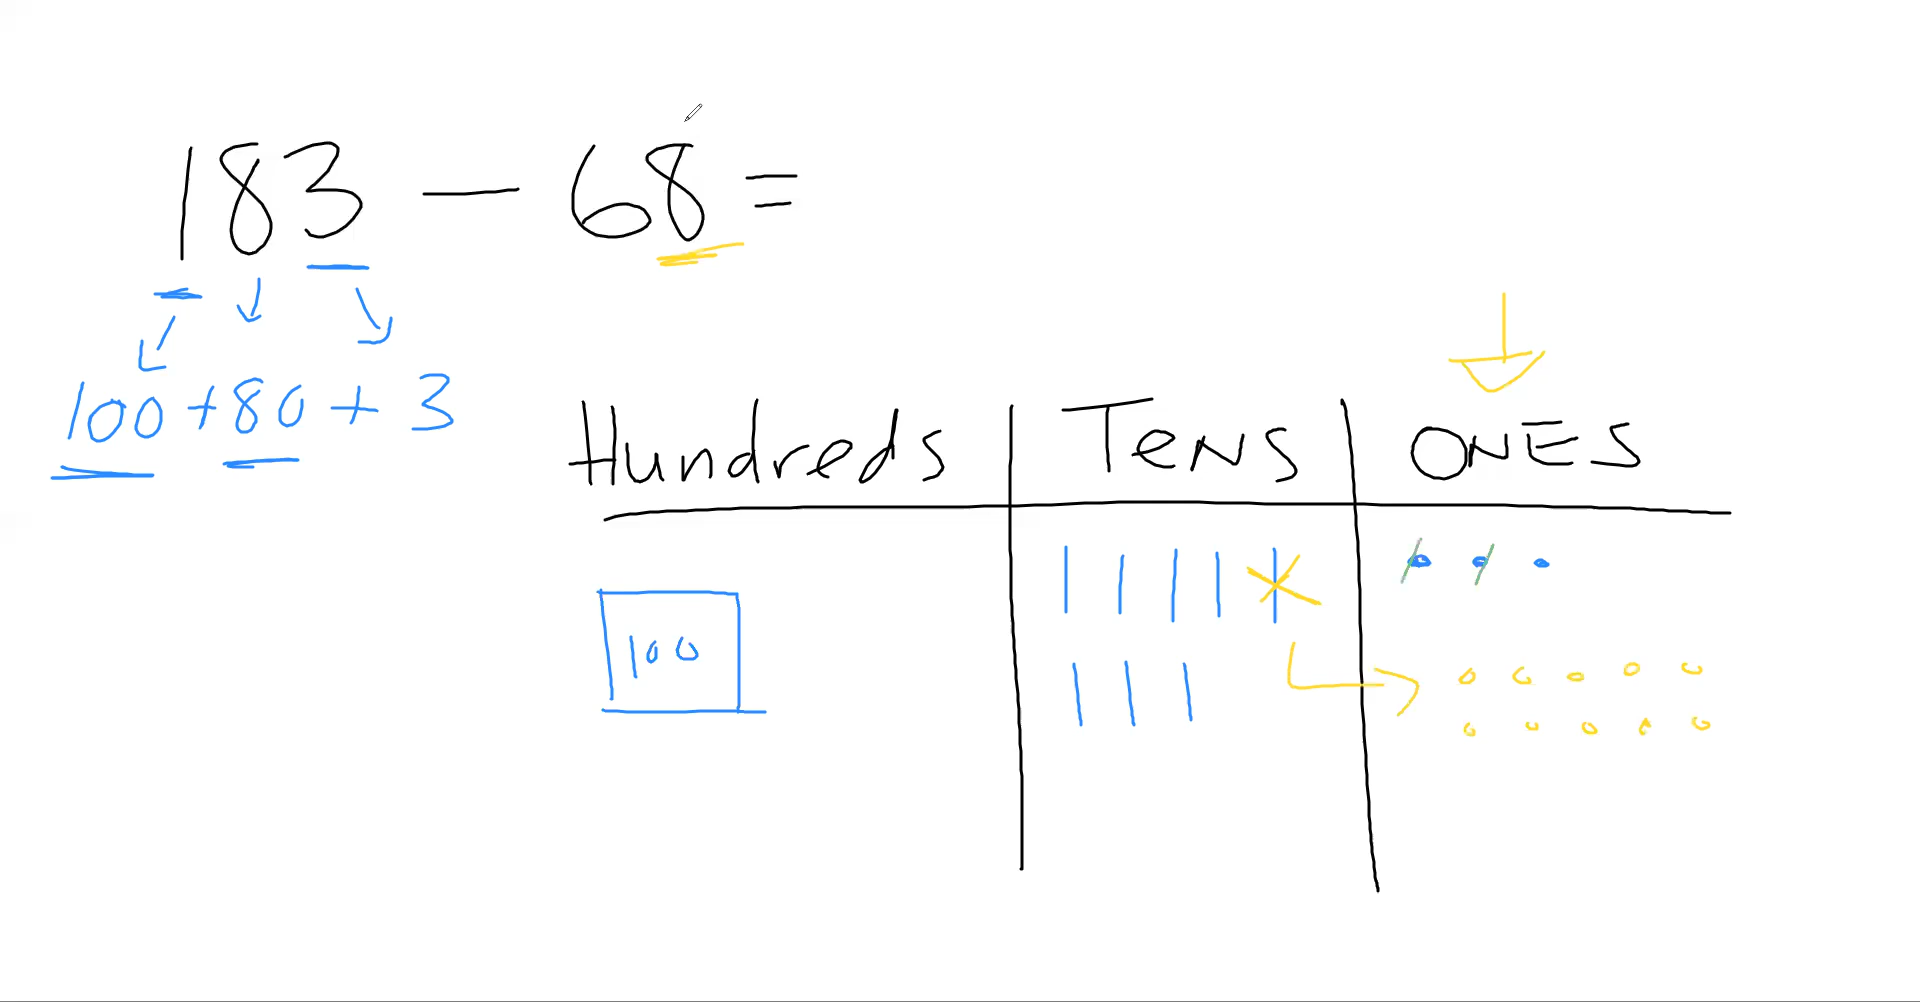 183 — 68 =
100 + 80 + 3
Hundreds Tens ONES
100